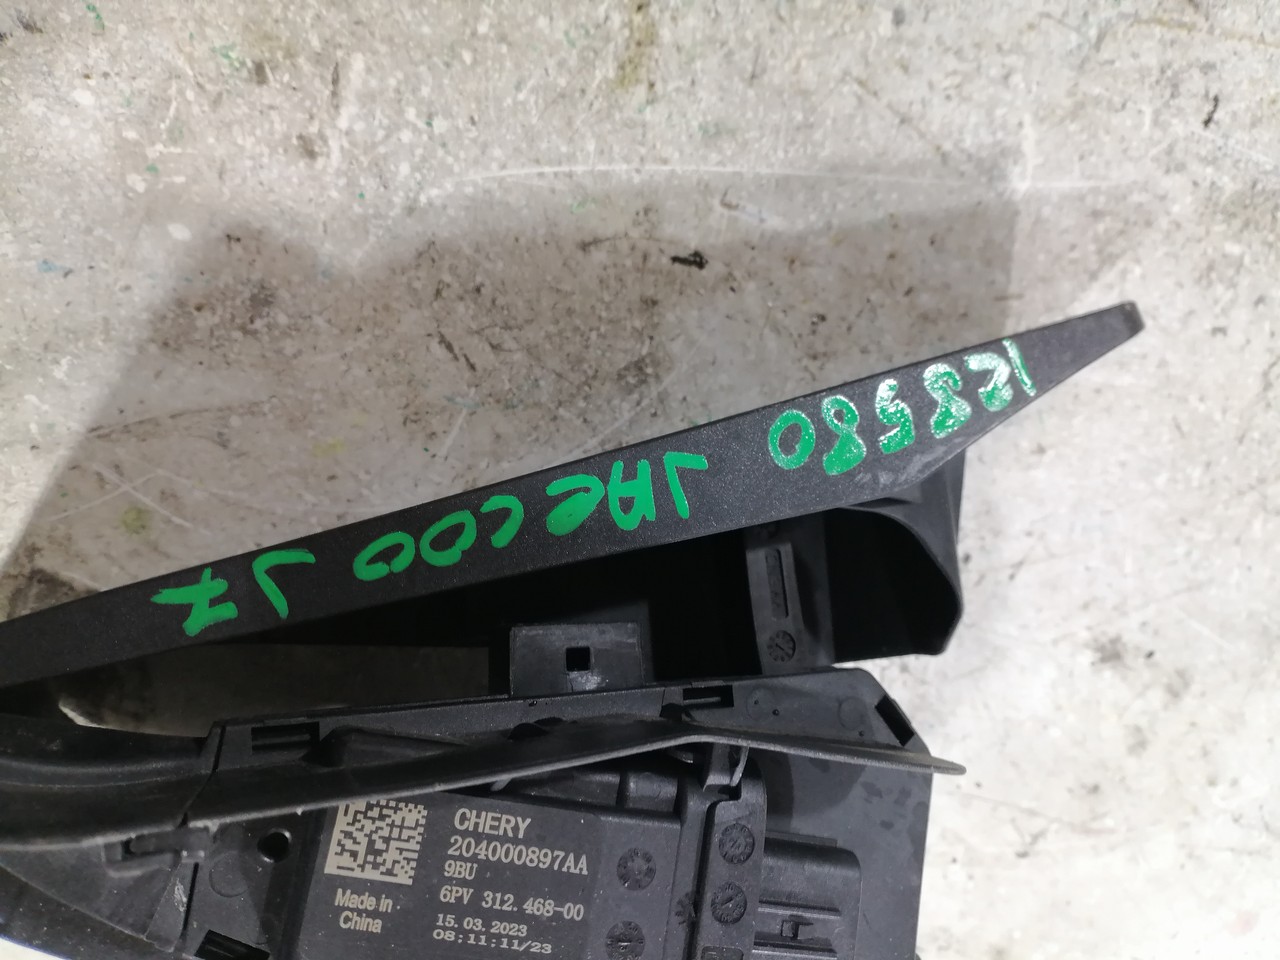 JAECOO J7
CHERY
204000897AA
9BU
6PV 312.468-00
Made in
China
15.03.2023
08:11:11/23